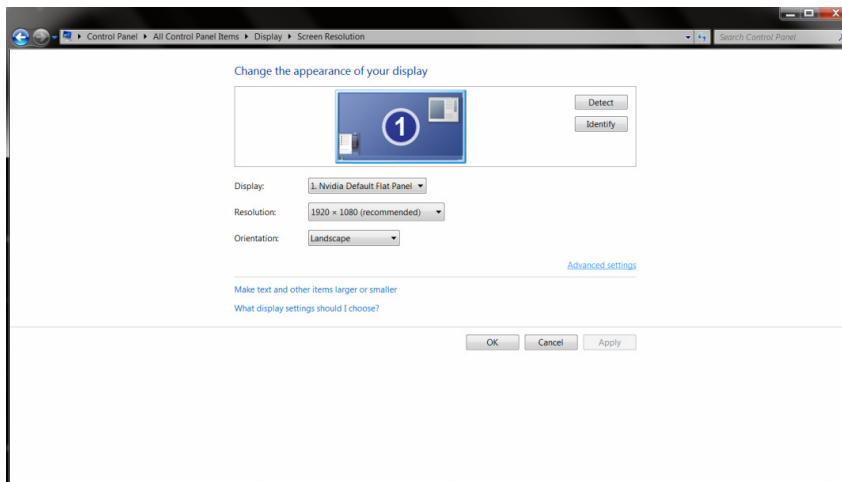 Control Panel ▸ All Control Panel Items ▸ Display ▸ Screen Resolution
Search Control Panel
Change the appearance of your display
1
Detect
Identify
Display: 1. Nvidia Default Flat Panel
Resolution: 1920 × 1080 (recommended)
Orientation: Landscape
Advanced settings
Make text and other items larger or smaller
What display settings should I choose?
OK Cancel Apply